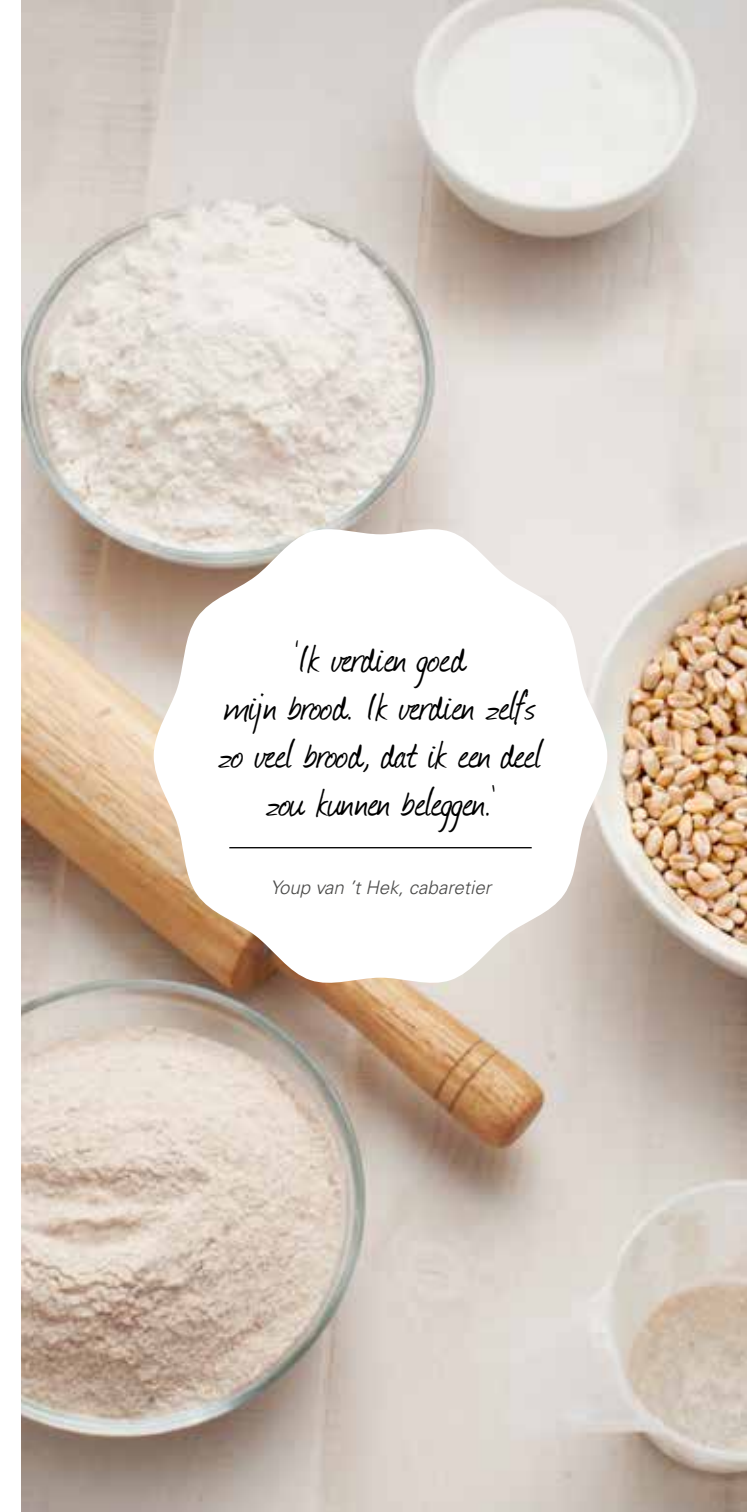 'Ik verdien goed
mijn brood. Ik verdien zelfs
zo veel brood, dat ik een deel
zou kunnen beleggen.'
Youp van 't Hek, cabaretier